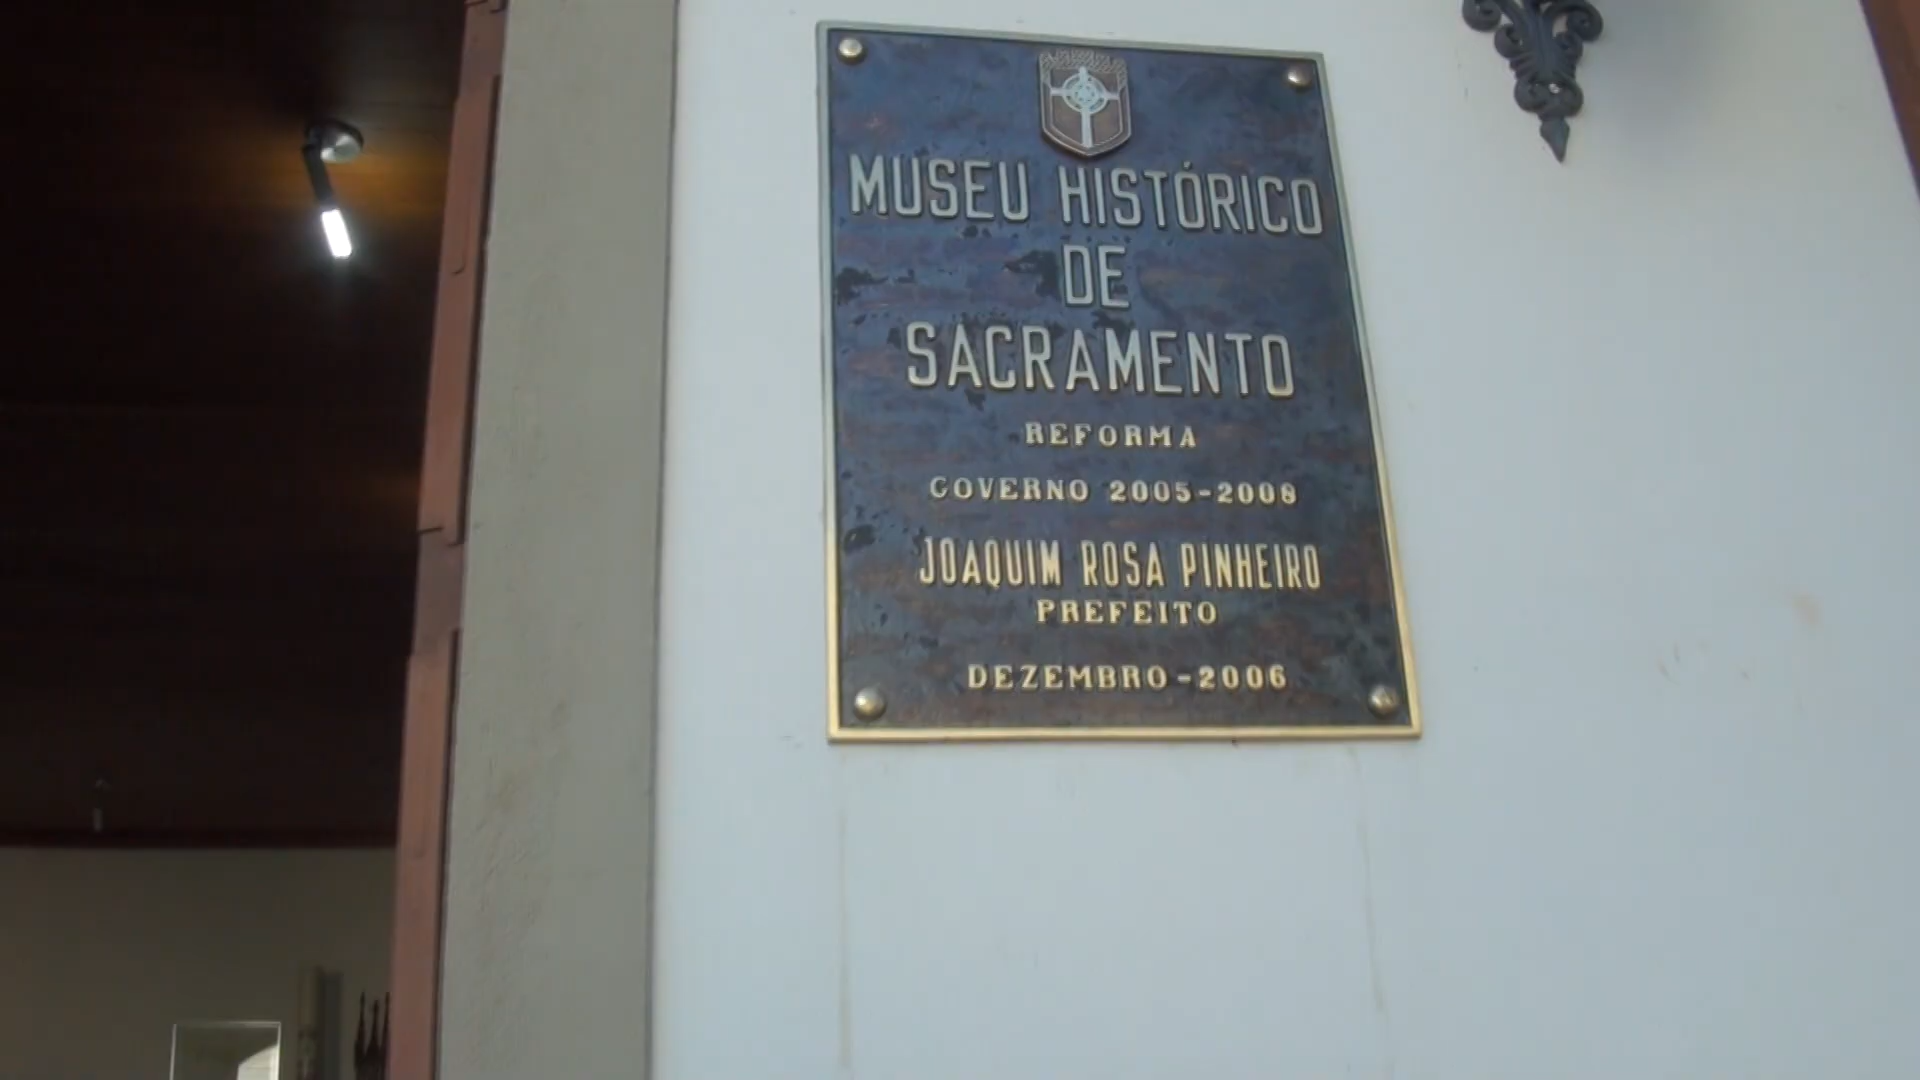 MUSEU HISTÓRICO
DE
SACRAMENTO
REFORMA
GOVERNO 2005-2008
JOAQUIM ROSA PINHEIRO
PREFEITO
DEZEMBRO-2006